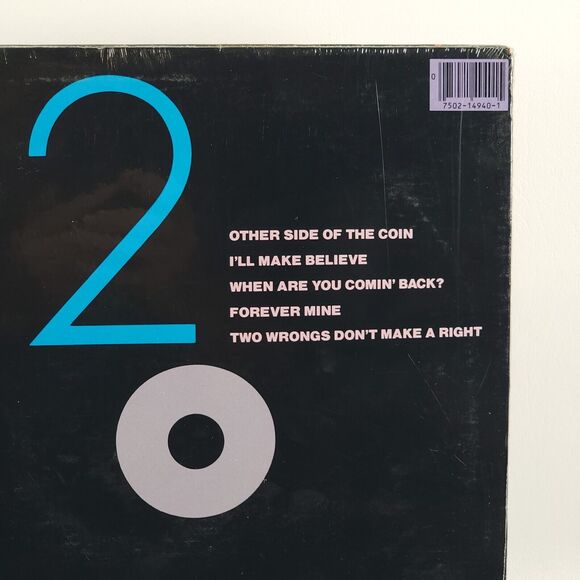 2
0
7502-14940-1
OTHER SIDE OF THE COIN
I'LL MAKE BELIEVE
WHEN ARE YOU COMIN' BACK?
FOREVER MINE
TWO WRONGS DON'T MAKE A RIGHT